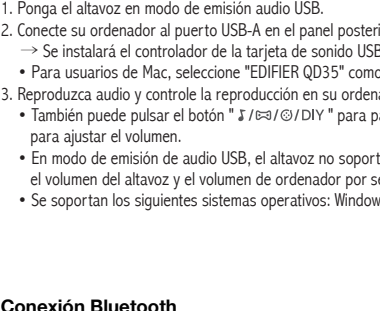 1. Ponga el altavoz en modo de emisión audio USB.
2. Conecte su ordenador al puerto USB-A en el panel posteri
→ Se instalará el controlador de la tarjeta de sonido USB
• Para usuarios de Mac, seleccione "EDIFIER QD35" como
3. Reproduzca audio y controle la reproducción en su ordena
• También puede pulsar el botón " / / /DIY " para pa
para ajustar el volumen.
• En modo de emisión de audio USB, el altavoz no soport
el volumen del altavoz y el volumen de ordenador por se
• Se soportan los siguientes sistemas operativos: Window
Conexión Bluetooth